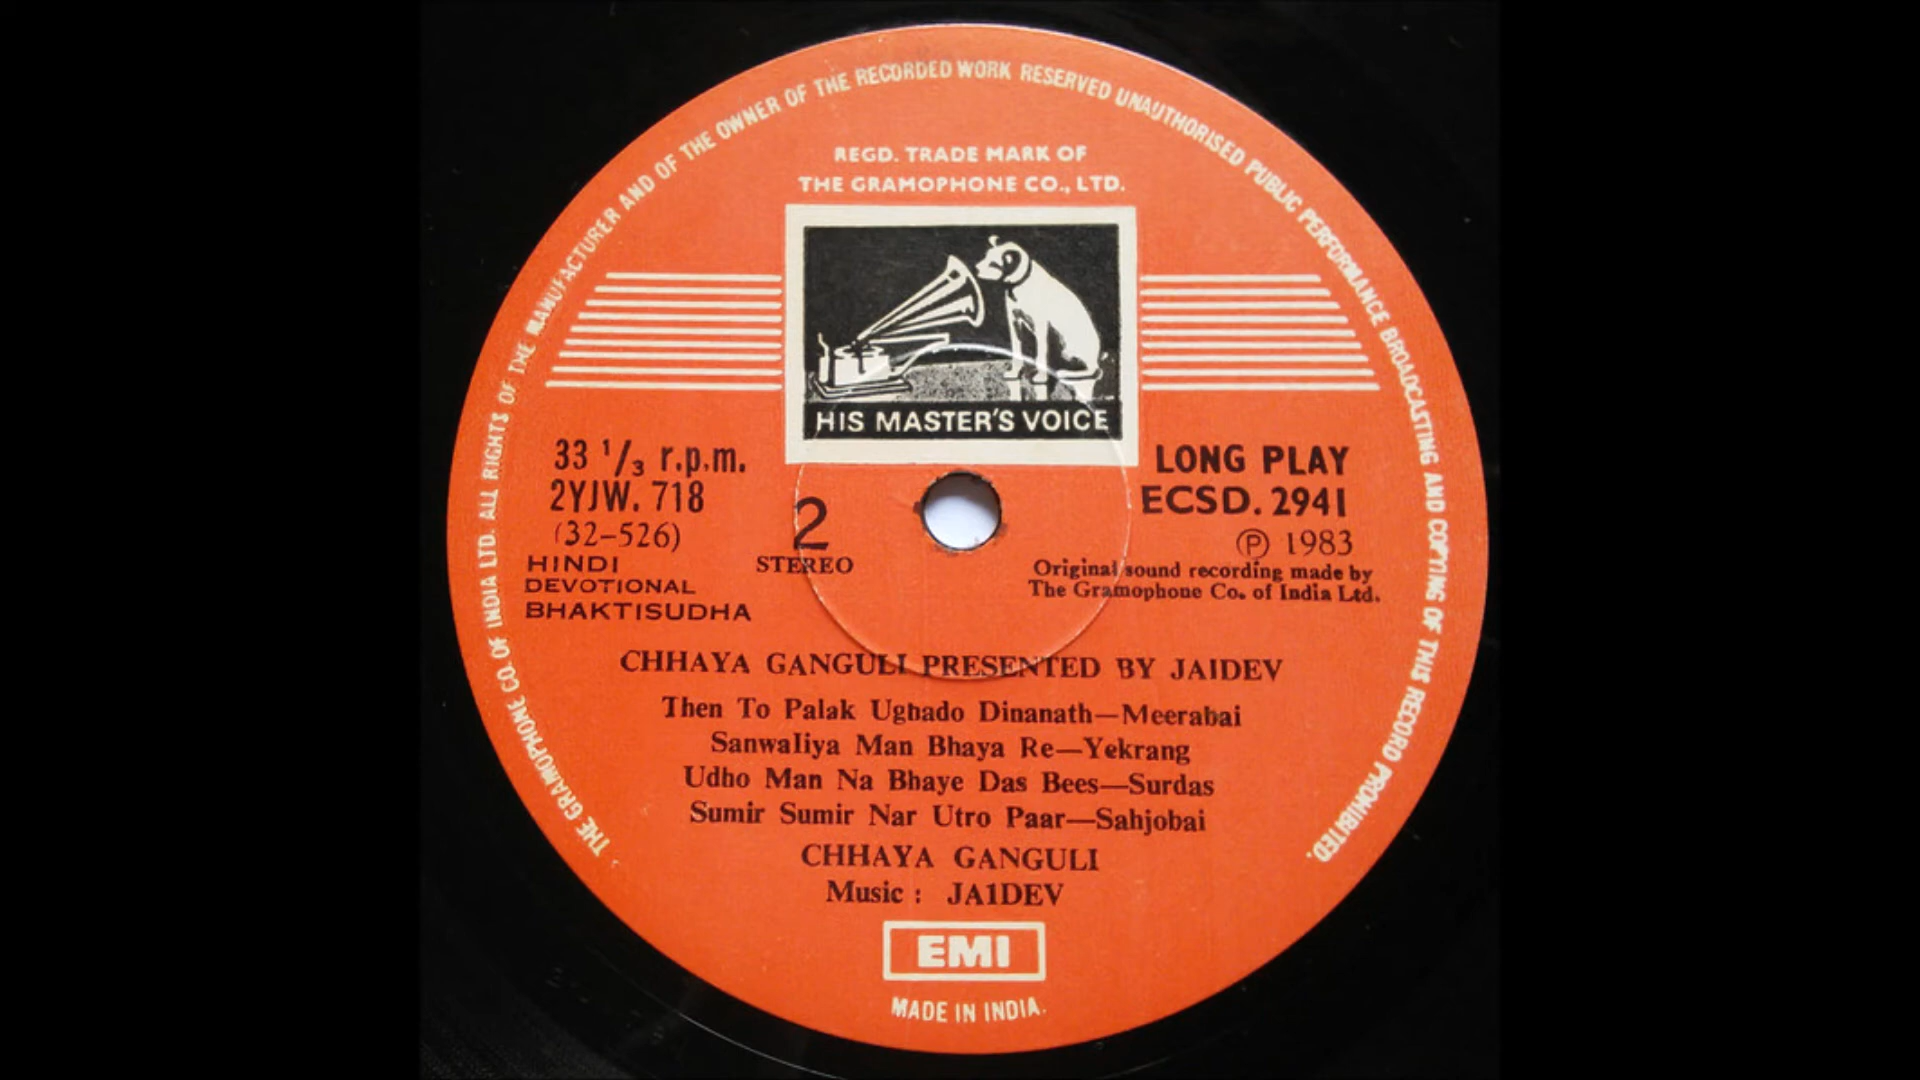 THE GRAMOPHONE CO. OF INDIA LTD. ALL RIGHTS OF THE MANUFACTURER AND OF THE OWNER OF THE RECORDED WORK RESERVED UNAUTHORISED PUBLIC PERFORMANCE BROADCASTING AND COPYING OF THIS RECORD PROHIBITED.
REGD. TRADE MARK OF
THE GRAMOPHONE CO., LTD.
HIS MASTER'S VOICE
33 1/3 r.p.m.
2YJW. 718
(32-526)
HINDI
DEVOTIONAL
BHAKTISUDHA
2
STEREO
LONG PLAY
ECSD. 2941
Ⓟ 1983
Original sound recording made by
The Gramophone Co. of India Ltd.
CHHAYA GANGULI PRESENTED BY JAIDEV
Then To Palak Ughado Dinanath—Meerabai
Sanwaliya Man Bhaya Re—Yekrang
Udho Man Na Bhaye Das Bees—Surdas
Sumir Sumir Nar Utro Paar—Sahjobai
CHHAYA GANGULI
Music : JA1DEV
EMI
MADE IN INDIA.